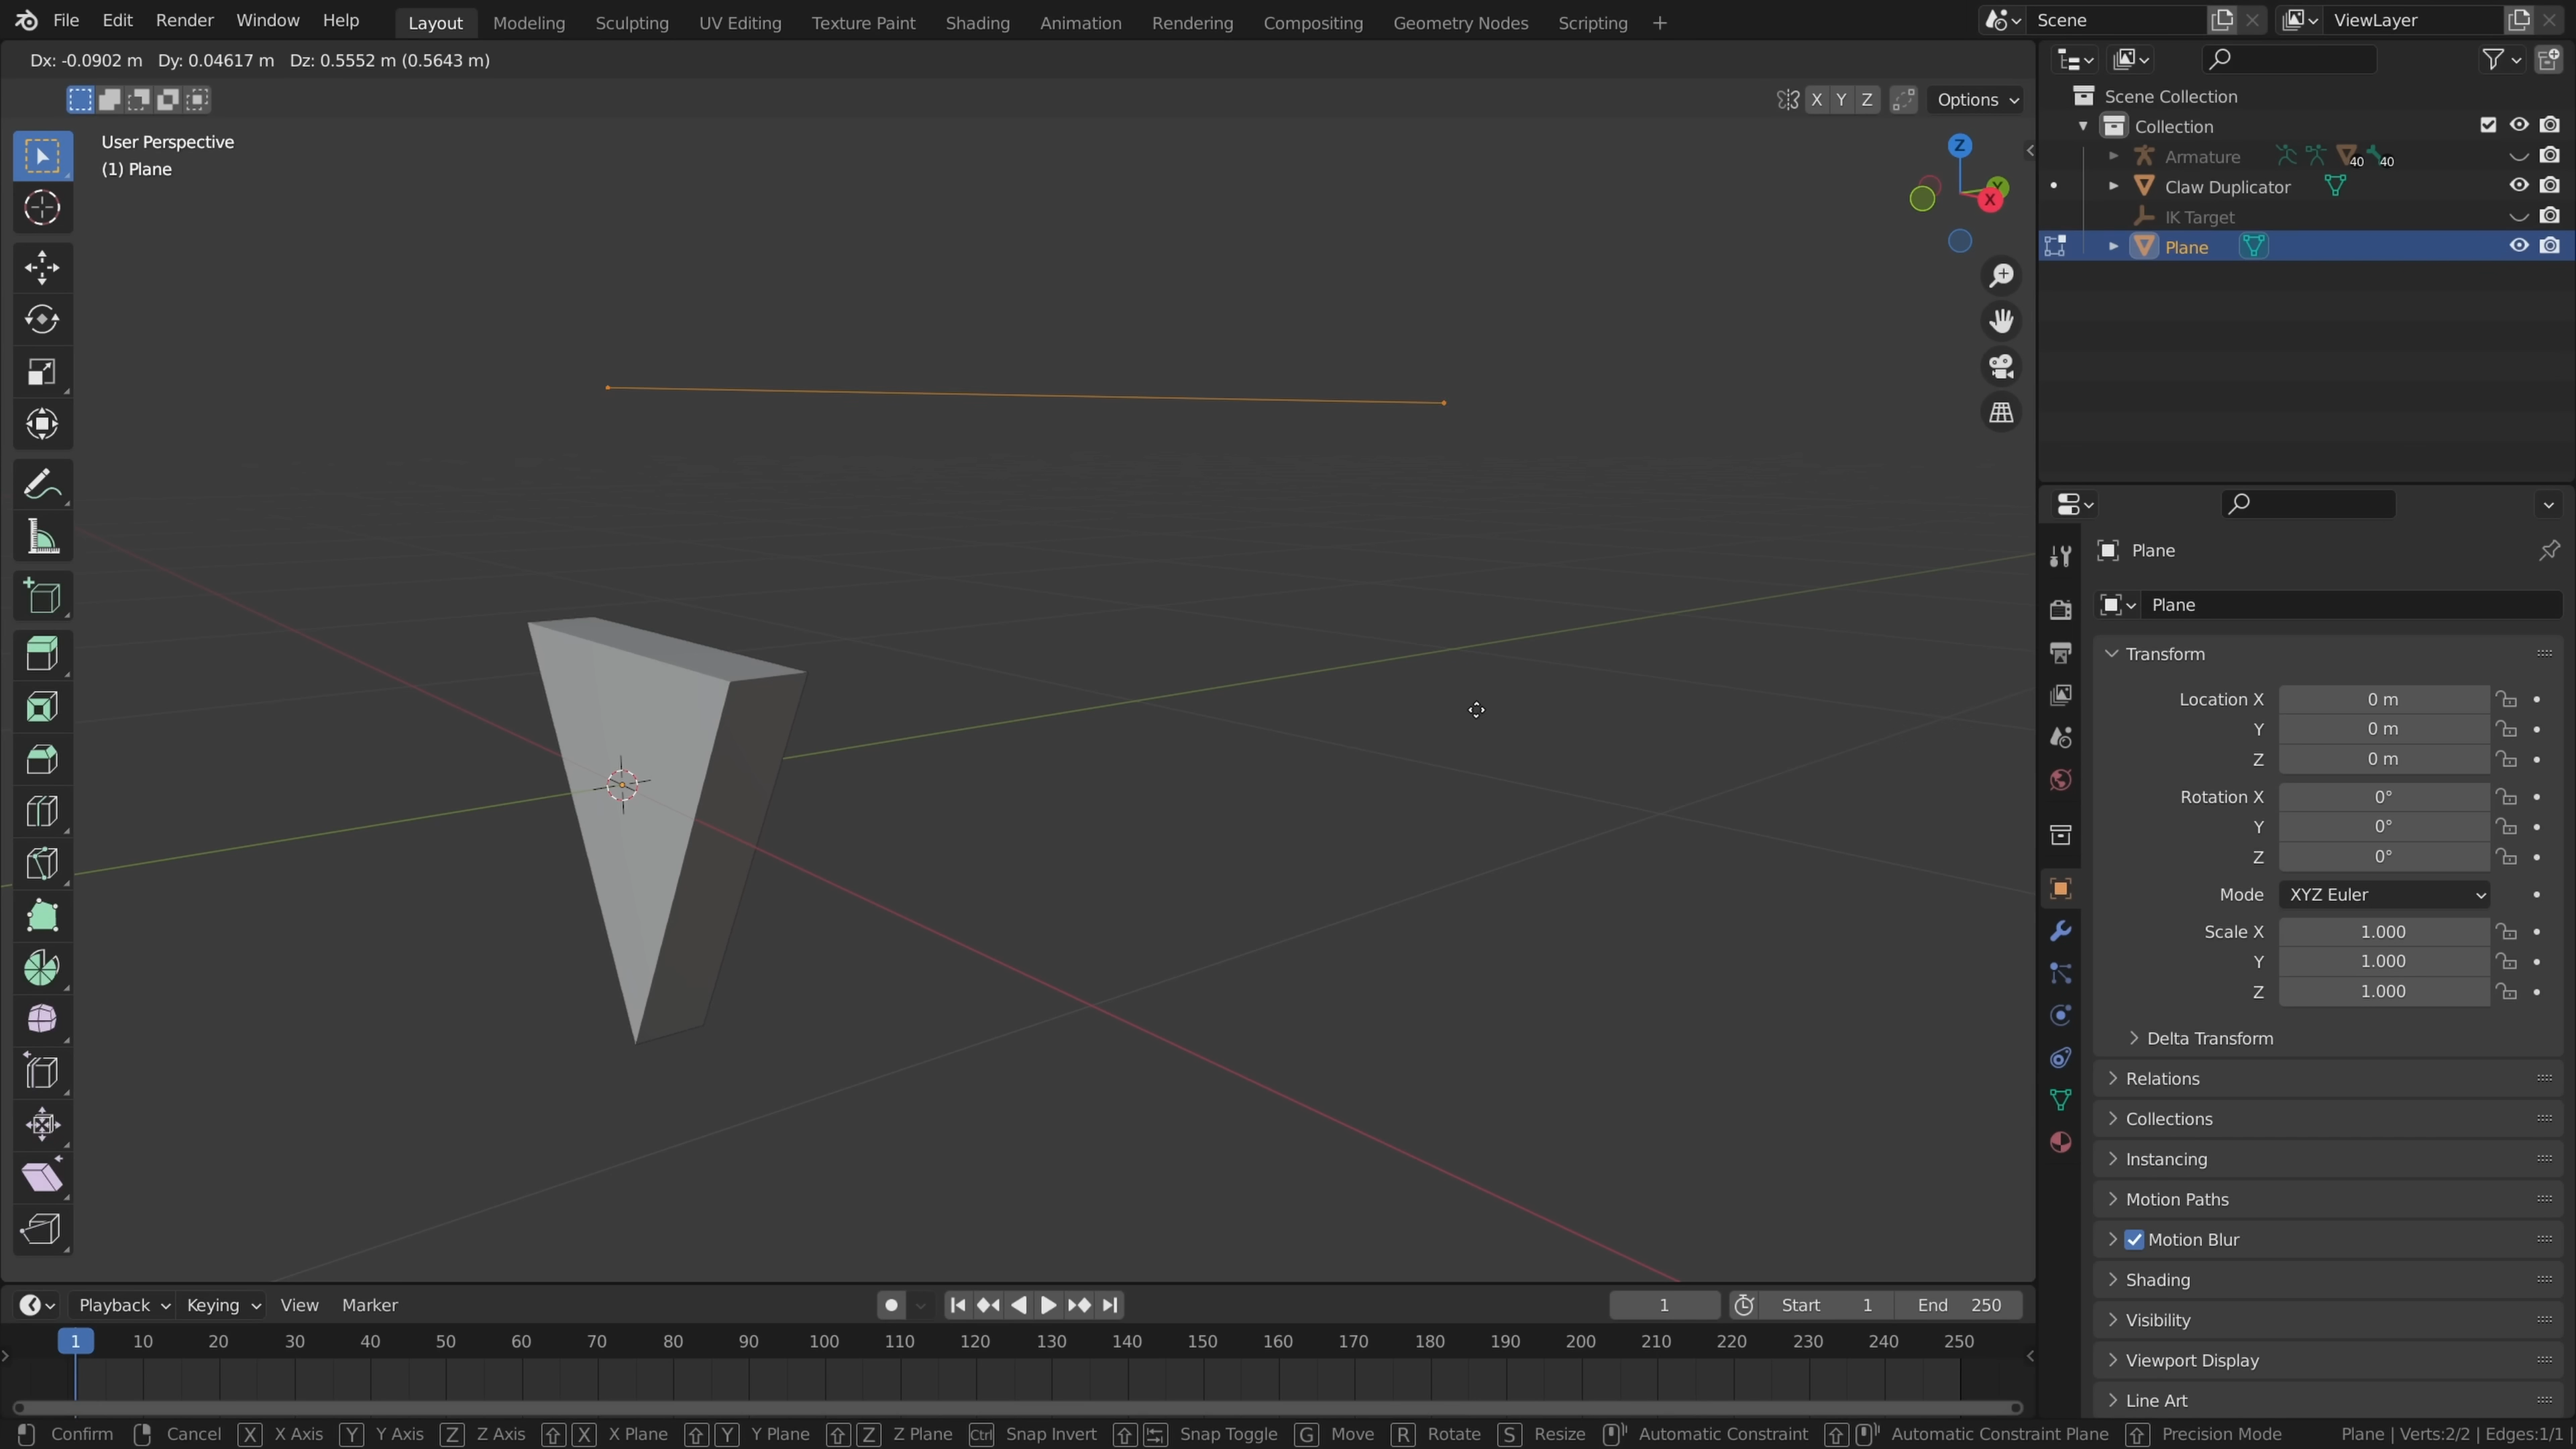 File Edit Render Window Help Layout Modeling Sculpting UV Editing Texture Paint Shading Animation Rendering Compositing Geometry Nodes Scripting + Scene ViewLayer
Dx: -0.0902 m Dy: 0.04617 m Dz: 0.5552 m (0.5643 m)
X Y Z Options
User Perspective
(1) Plane
Z
Y
X
Scene Collection
Collection
Armature 40 40
Claw Duplicator
IK Target
Plane
Plane
Plane
Transform
Location X 0 m
Y 0 m
Z 0 m
Rotation X 0°
Y 0°
Z 0°
Mode XYZ Euler
Scale X 1.000
Y 1.000
Z 1.000
Delta Transform
Relations
Collections
Instancing
Motion Paths
Motion Blur
Shading
Visibility
Viewport Display
Line Art
Playback Keying View Marker 1 Start 1 End 250
1 10 20 30 40 50 60 70 80 90 100 110 120 130 140 150 160 170 180 190 200 210 220 230 240 250
Confirm Cancel X X Axis Y Y Axis Z Z Axis X X Plane Y Y Plane Z Z Plane Ctrl Snap Invert Snap Toggle G Move R Rotate S Resize Automatic Constraint Automatic Constraint Plane Precision Mode Plane | Verts:2/2 | Edges:1/1